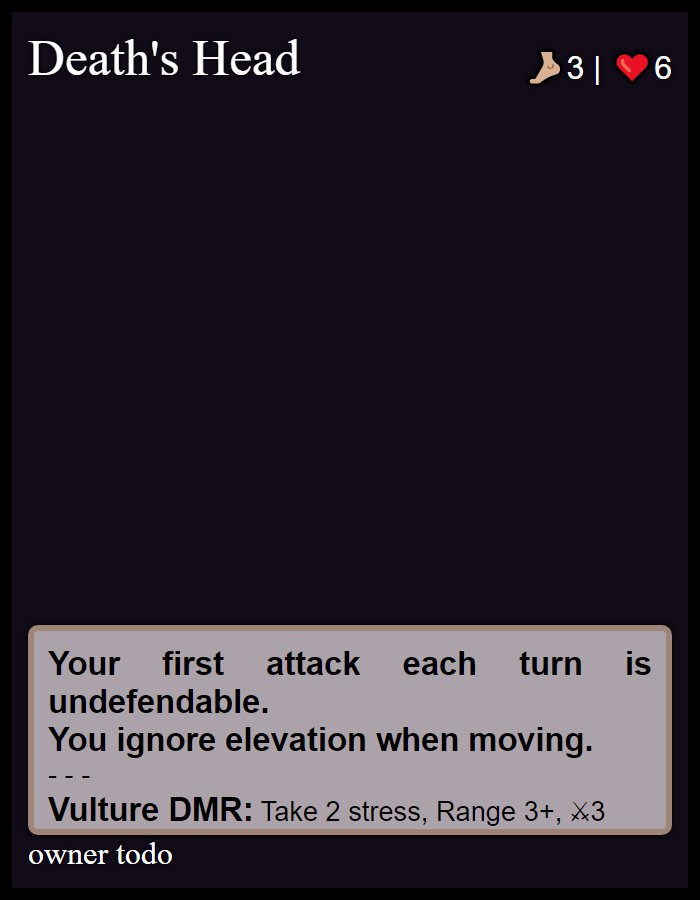 Death's Head
🦶3 | ❤️6
Your first attack each turn is
undefendable.
You ignore elevation when moving.
- - -
Vulture DMR: Take 2 stress, Range 3+, ⚔3
owner todo